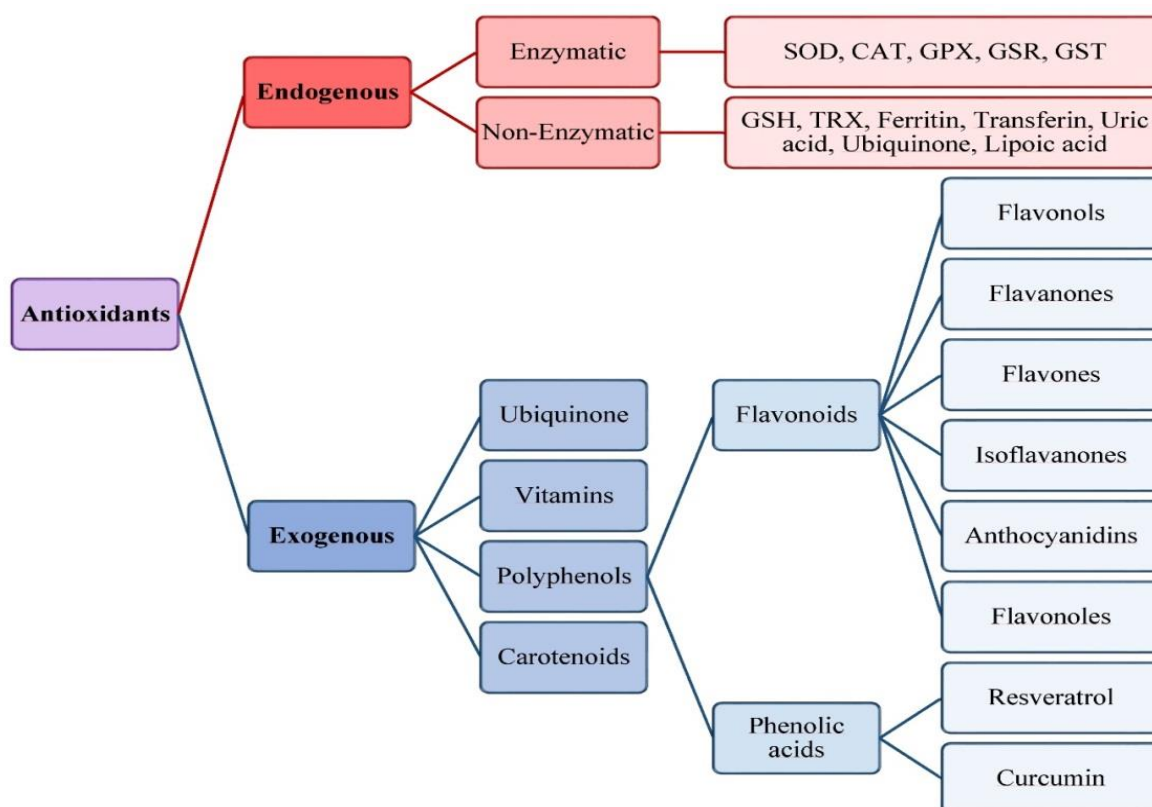 Antioxidants
Endogenous
Enzymatic
SOD, CAT, GPX, GSR, GST
Non-Enzymatic
GSH, TRX, Ferritin, Transferin, Uric
acid, Ubiquinone, Lipoic acid
Exogenous
Ubiquinone
Vitamins
Polyphenols
Carotenoids
Flavonoids
Flavonols
Flavanones
Flavones
Isoflavanones
Anthocyanidins
Flavonoles
Phenolic
acids
Resveratrol
Curcumin